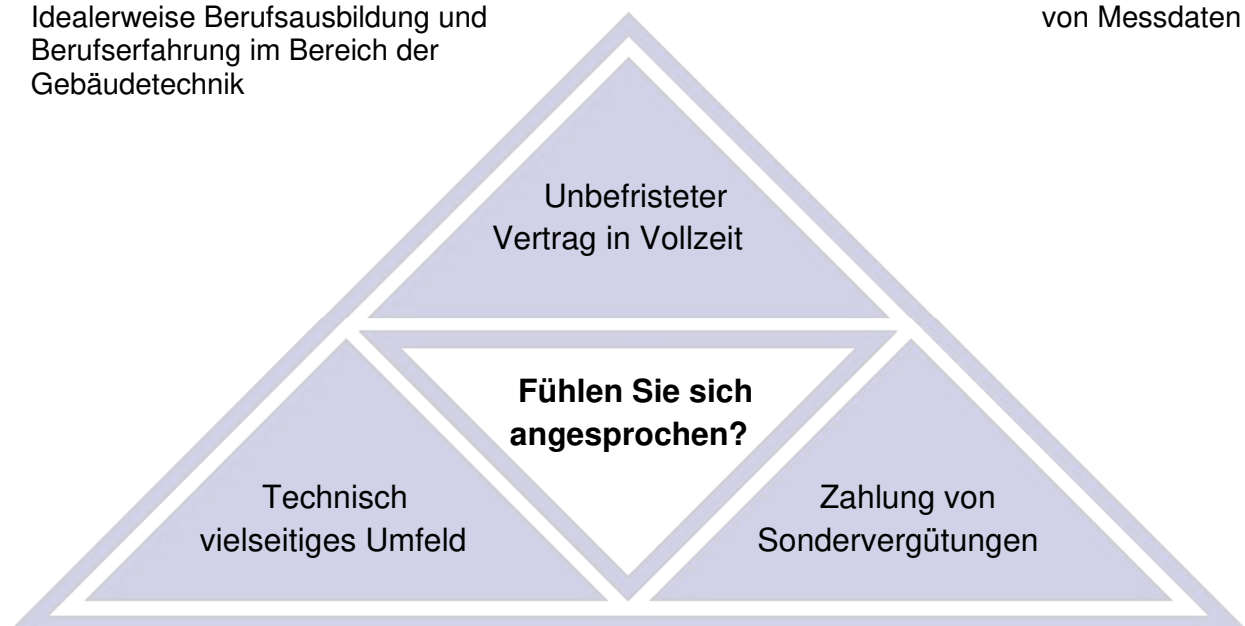 Idealerweise Berufsausbildung und
Berufserfahrung im Bereich der
Gebäudetechnik
von Messdaten
Unbefristeter
Vertrag in Vollzeit
Fühlen Sie sich
angesprochen?
Technisch
vielseitiges Umfeld
Zahlung von
Sondervergütungen